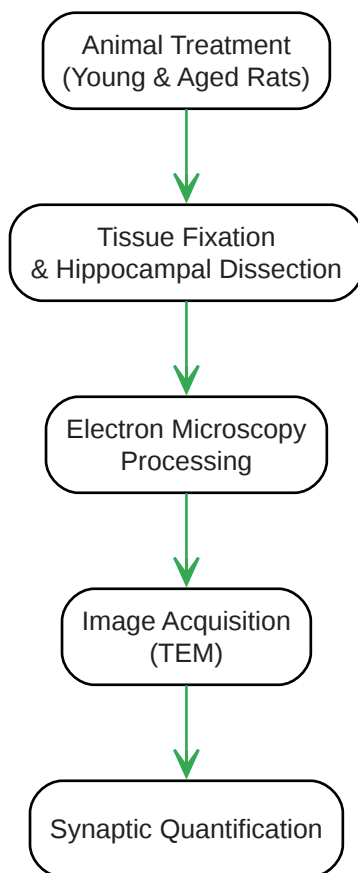 Animal Treatment
(Young & Aged Rats)
Tissue Fixation
& Hippocampal Dissection
Electron Microscopy
Processing
Image Acquisition
(TEM)
Synaptic Quantification